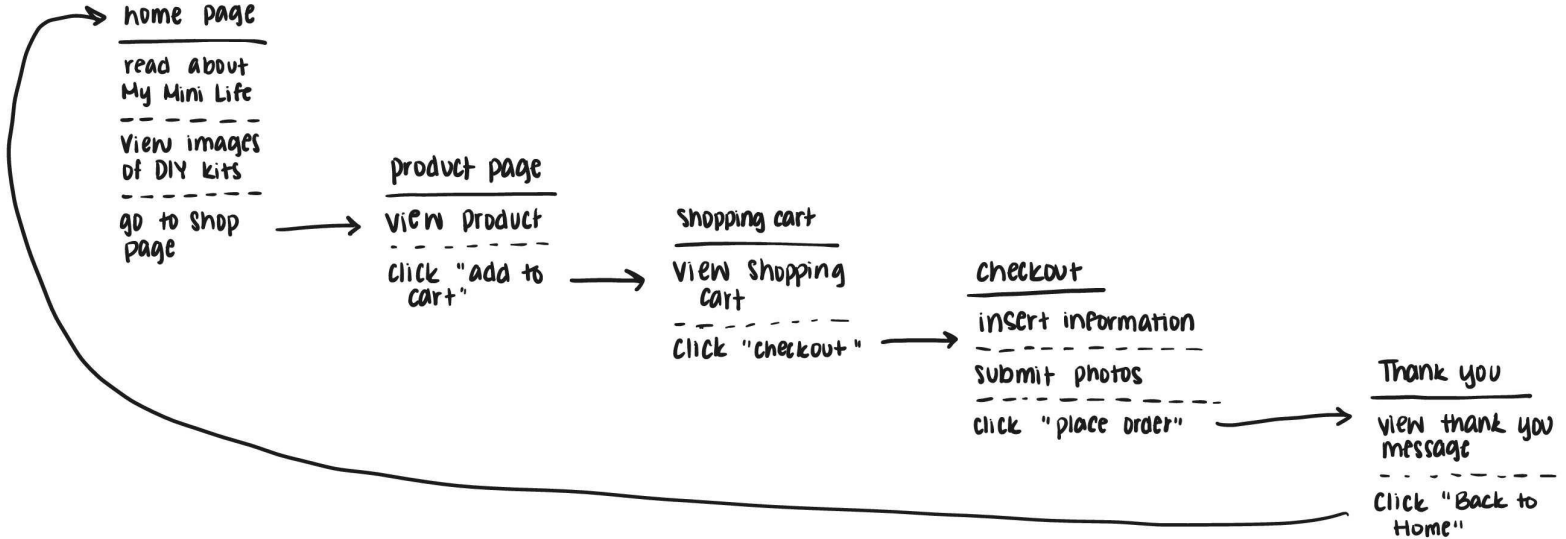 home page
read about
My Mini Life
View images
of DIY kits
go to shop
page
product page
view product
click "add to
cart"
shopping cart
view shopping
cart
click "checkout"
checkout
insert information
submit photos
click "place order"
Thank you
view thank you
message
click "Back to
Home"